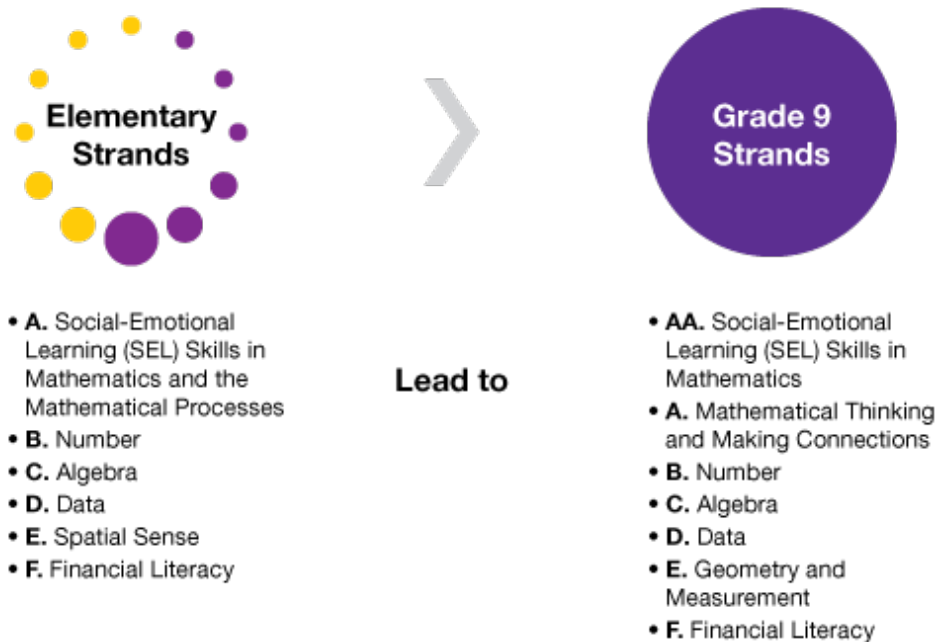 Elementary
Strands
• A. Social-Emotional
Learning (SEL) Skills in
Mathematics and the
Mathematical Processes
• B. Number
• C. Algebra
• D. Data
• E. Spatial Sense
• F. Financial Literacy
Lead to
Grade 9
Strands
• AA. Social-Emotional
Learning (SEL) Skills in
Mathematics
• A. Mathematical Thinking
and Making Connections
• B. Number
• C. Algebra
• D. Data
• E. Geometry and
Measurement
• F. Financial Literacy